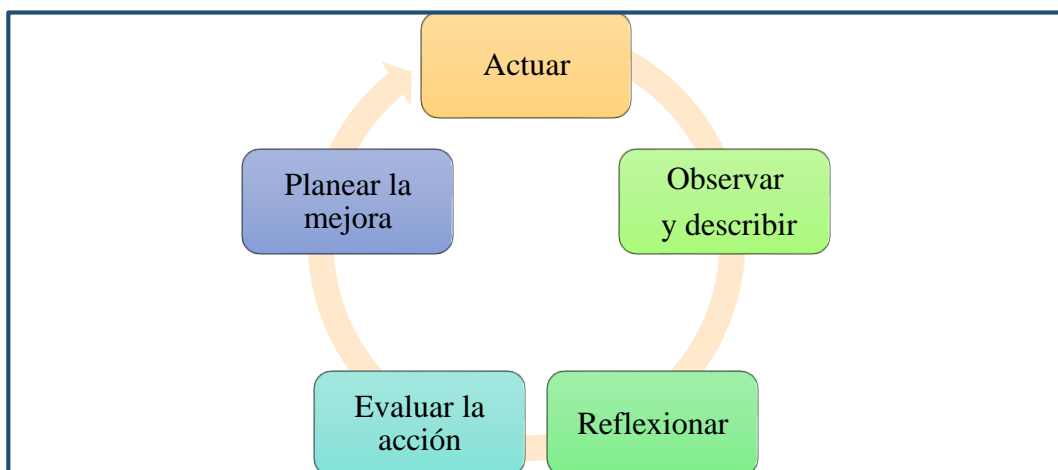 Actuar
Observar
y describir
Reflexionar
Evaluar la
acción
Planear la
mejora